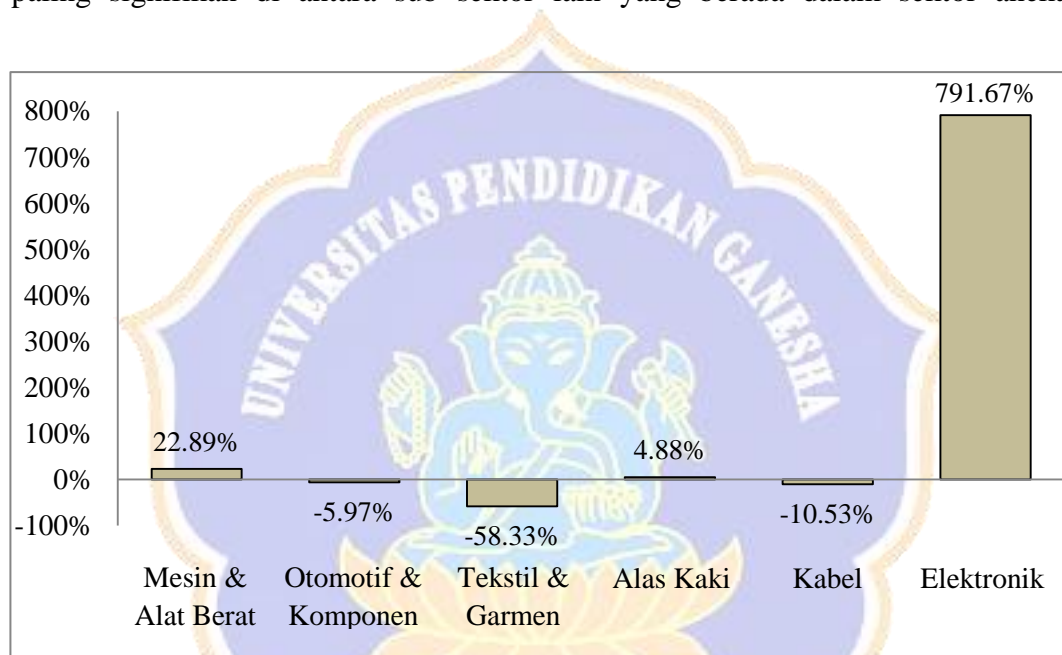 paling signifikan di antara sub sektor lain yang berada dalam sektor aneka
791.67%
800%
700%
600%
500%
400%
300%
200%
100%
0%
-100%
22.89%
-5.97%
-58.33%
4.88%
-10.53%
UNIVERSITAS PENDIDIKAN GANESHA
Mesin & Alat Berat
Otomotif & Komponen
Tekstil & Garmen
Alas Kaki
Kabel
Elektronik